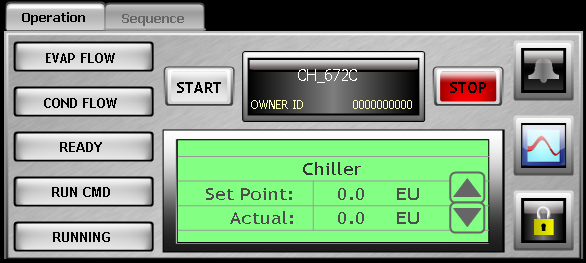 Operation
Sequence
EVAP FLOW
COND FLOW
READY
RUN CMD
RUNNING
START
CH_672C
OWNER ID 0000000000
STOP
Chiller
Set Point: 0.0 EU
Actual: 0.0 EU